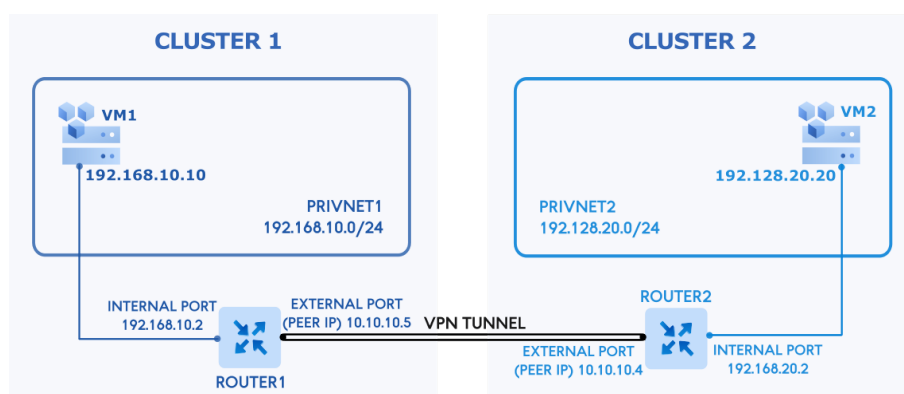 CLUSTER 1
VM1
192.168.10.10
PRIVNET1
192.168.10.0/24
INTERNAL PORT
192.168.10.2
EXTERNAL PORT
(PEER IP) 10.10.10.5
ROUTER1
VPN TUNNEL
CLUSTER 2
VM2
192.128.20.20
PRIVNET2
192.128.20.0/24
ROUTER2
EXTERNAL PORT
(PEER IP) 10.10.10.4
INTERNAL PORT
192.168.20.2